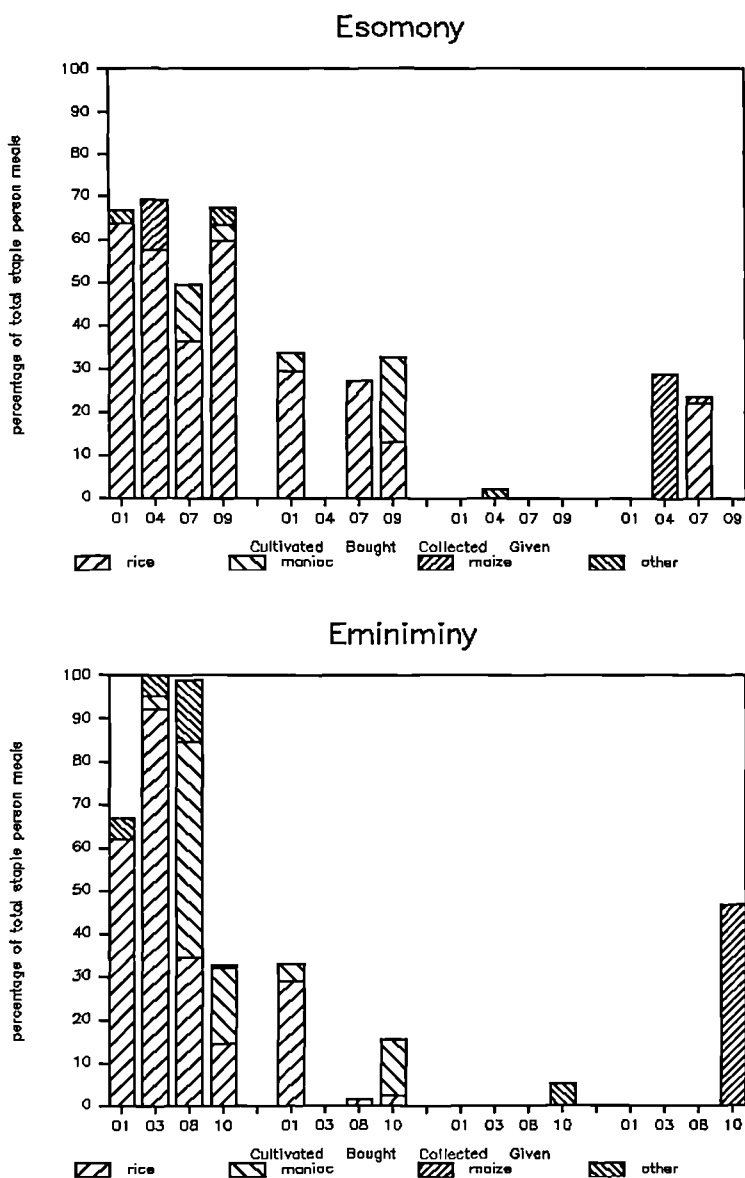 Esomony
percentage of total staple person meals
100
90
80
70
60
50
40
30
20
10
0
01 04 07 09 01 04 07 09 01 04 07 09 01 04 07 09
Cultivated Bought Collected Given
rice maniac maize other
Eminiminy
percentage of total staple person meals
100
90
80
70
60
50
40
30
20
10
0
01 03 08 10 01 03 08 10 01 03 08 10 01 03 08 10
Cultivated Bought Collected Given
rice maniac maize other